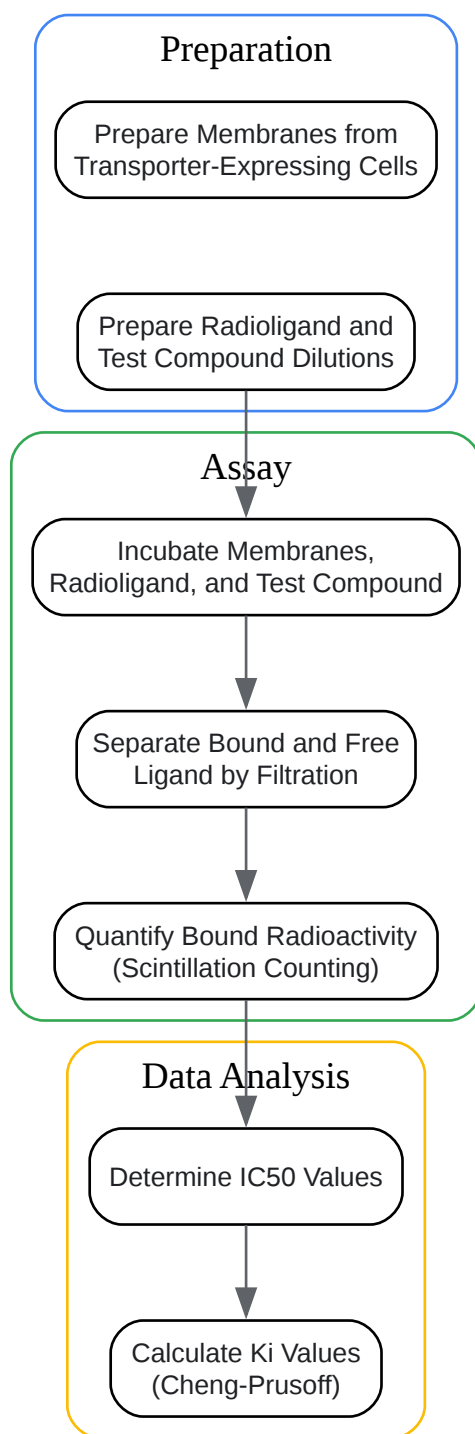 Preparation
Prepare Membranes from
Transporter-Expressing Cells
Prepare Radioligand and
Test Compound Dilutions
Assay
Incubate Membranes,
Radioligand, and Test Compound
Separate Bound and Free
Ligand by Filtration
Quantify Bound Radioactivity
(Scintillation Counting)
Data Analysis
Determine IC50 Values
Calculate Ki Values
(Cheng-Prusoff)